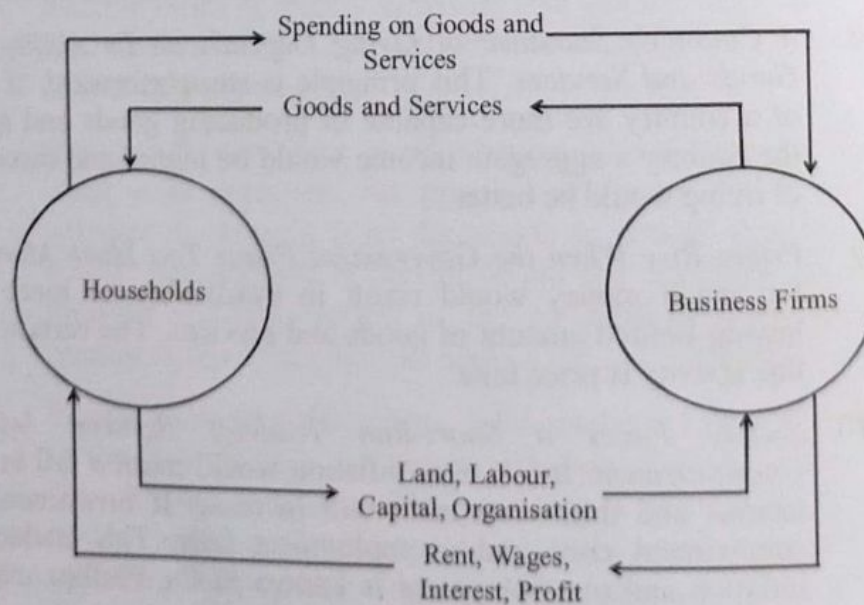 Spending on Goods and
Services
Goods and Services
Households
Business Firms
Land, Labour,
Capital, Organisation
Rent, Wages,
Interest, Profit